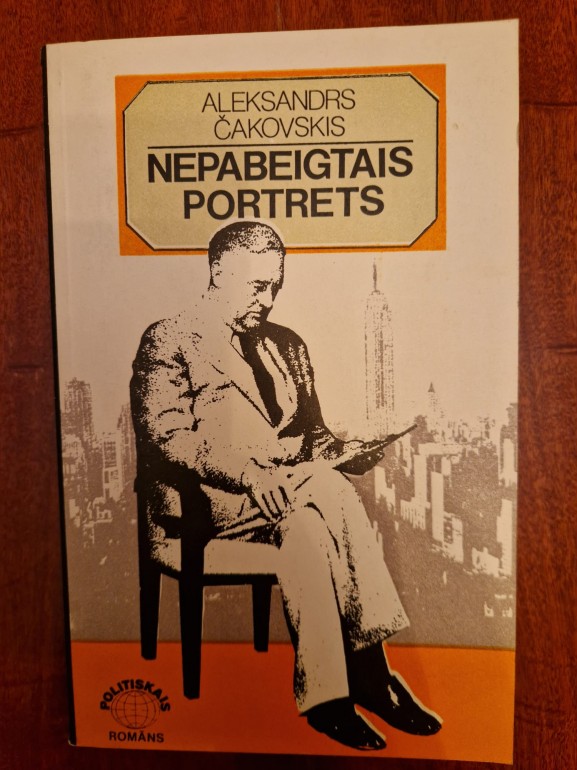 ALEKSANDRS
ČAKOVSKIS
NEPABEIGTAIS
PORTRETS
POLITISKAIS
ROMĀNS